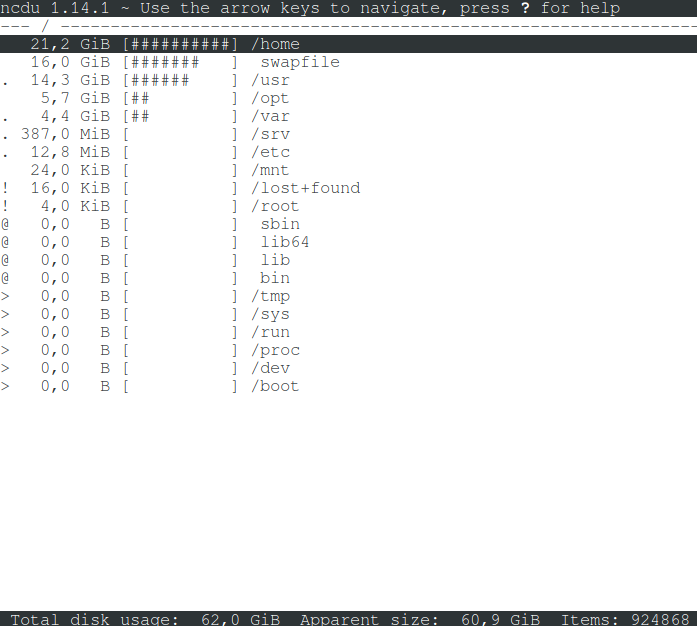 ncdu 1.14.1 ~ Use the arrow keys to navigate, press ? for help
--- / ----------------------------------------------------------------
   21,2 GiB [##########] /home
   16,0 GiB [#######   ]  swapfile
.  14,3 GiB [######    ] /usr
    5,7 GiB [##        ] /opt
.   4,4 GiB [##        ] /var
. 387,0 MiB [          ] /srv
.  12,8 MiB [          ] /etc
   24,0 KiB [          ] /mnt
!  16,0 KiB [          ] /lost+found
!   4,0 KiB [          ] /root
@   0,0   B [          ]  sbin
@   0,0   B [          ]  lib64
@   0,0   B [          ]  lib
@   0,0   B [          ]  bin
>   0,0   B [          ] /tmp
>   0,0   B [          ] /sys
>   0,0   B [          ] /run
>   0,0   B [          ] /proc
>   0,0   B [          ] /dev
>   0,0   B [          ] /boot
 Total disk usage:  62,0 GiB  Apparent size:  60,9 GiB  Items: 924868